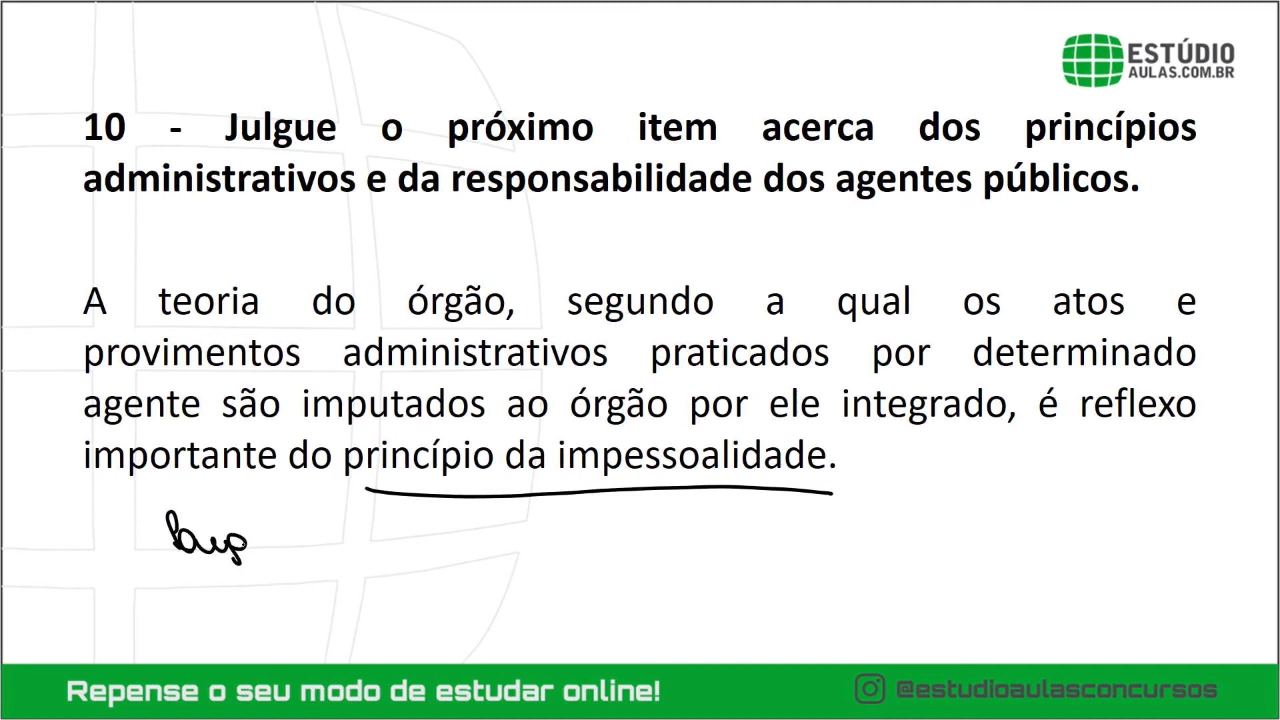 ESTÚDIO
AULAS.COM.BR
10 - Julgue o próximo item acerca dos princípios
administrativos e da responsabilidade dos agentes públicos.
A teoria do órgão, segundo a qual os atos e
provimentos administrativos praticados por determinado
agente são imputados ao órgão por ele integrado, é reflexo
importante do princípio da impessoalidade.
Repense o seu modo de estudar online!
@estudioaulasconcursos